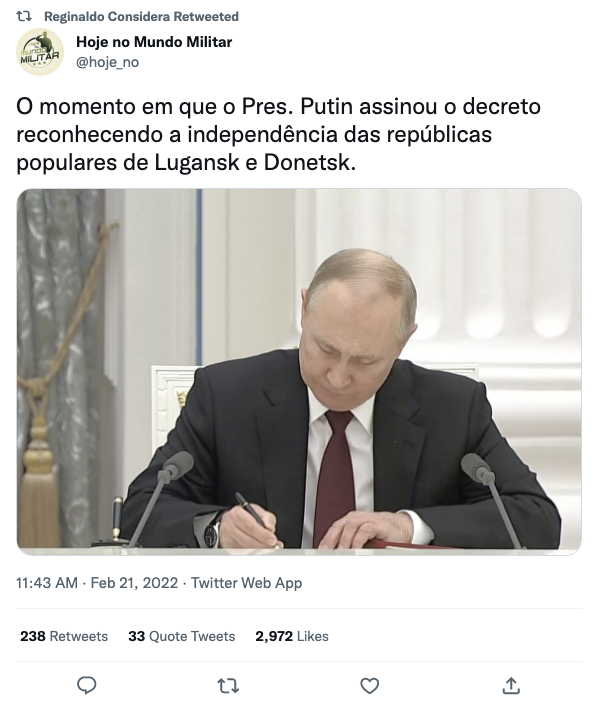 Reginaldo Considera Retweeted
Hoje no Mundo Militar
@hoje_no
O momento em que o Pres. Putin assinou o decreto
reconhecendo a independência das repúblicas
populares de Lugansk e Donetsk.
11:43 AM · Feb 21, 2022 · Twitter Web App
238 Retweets 33 Quote Tweets 2,972 Likes